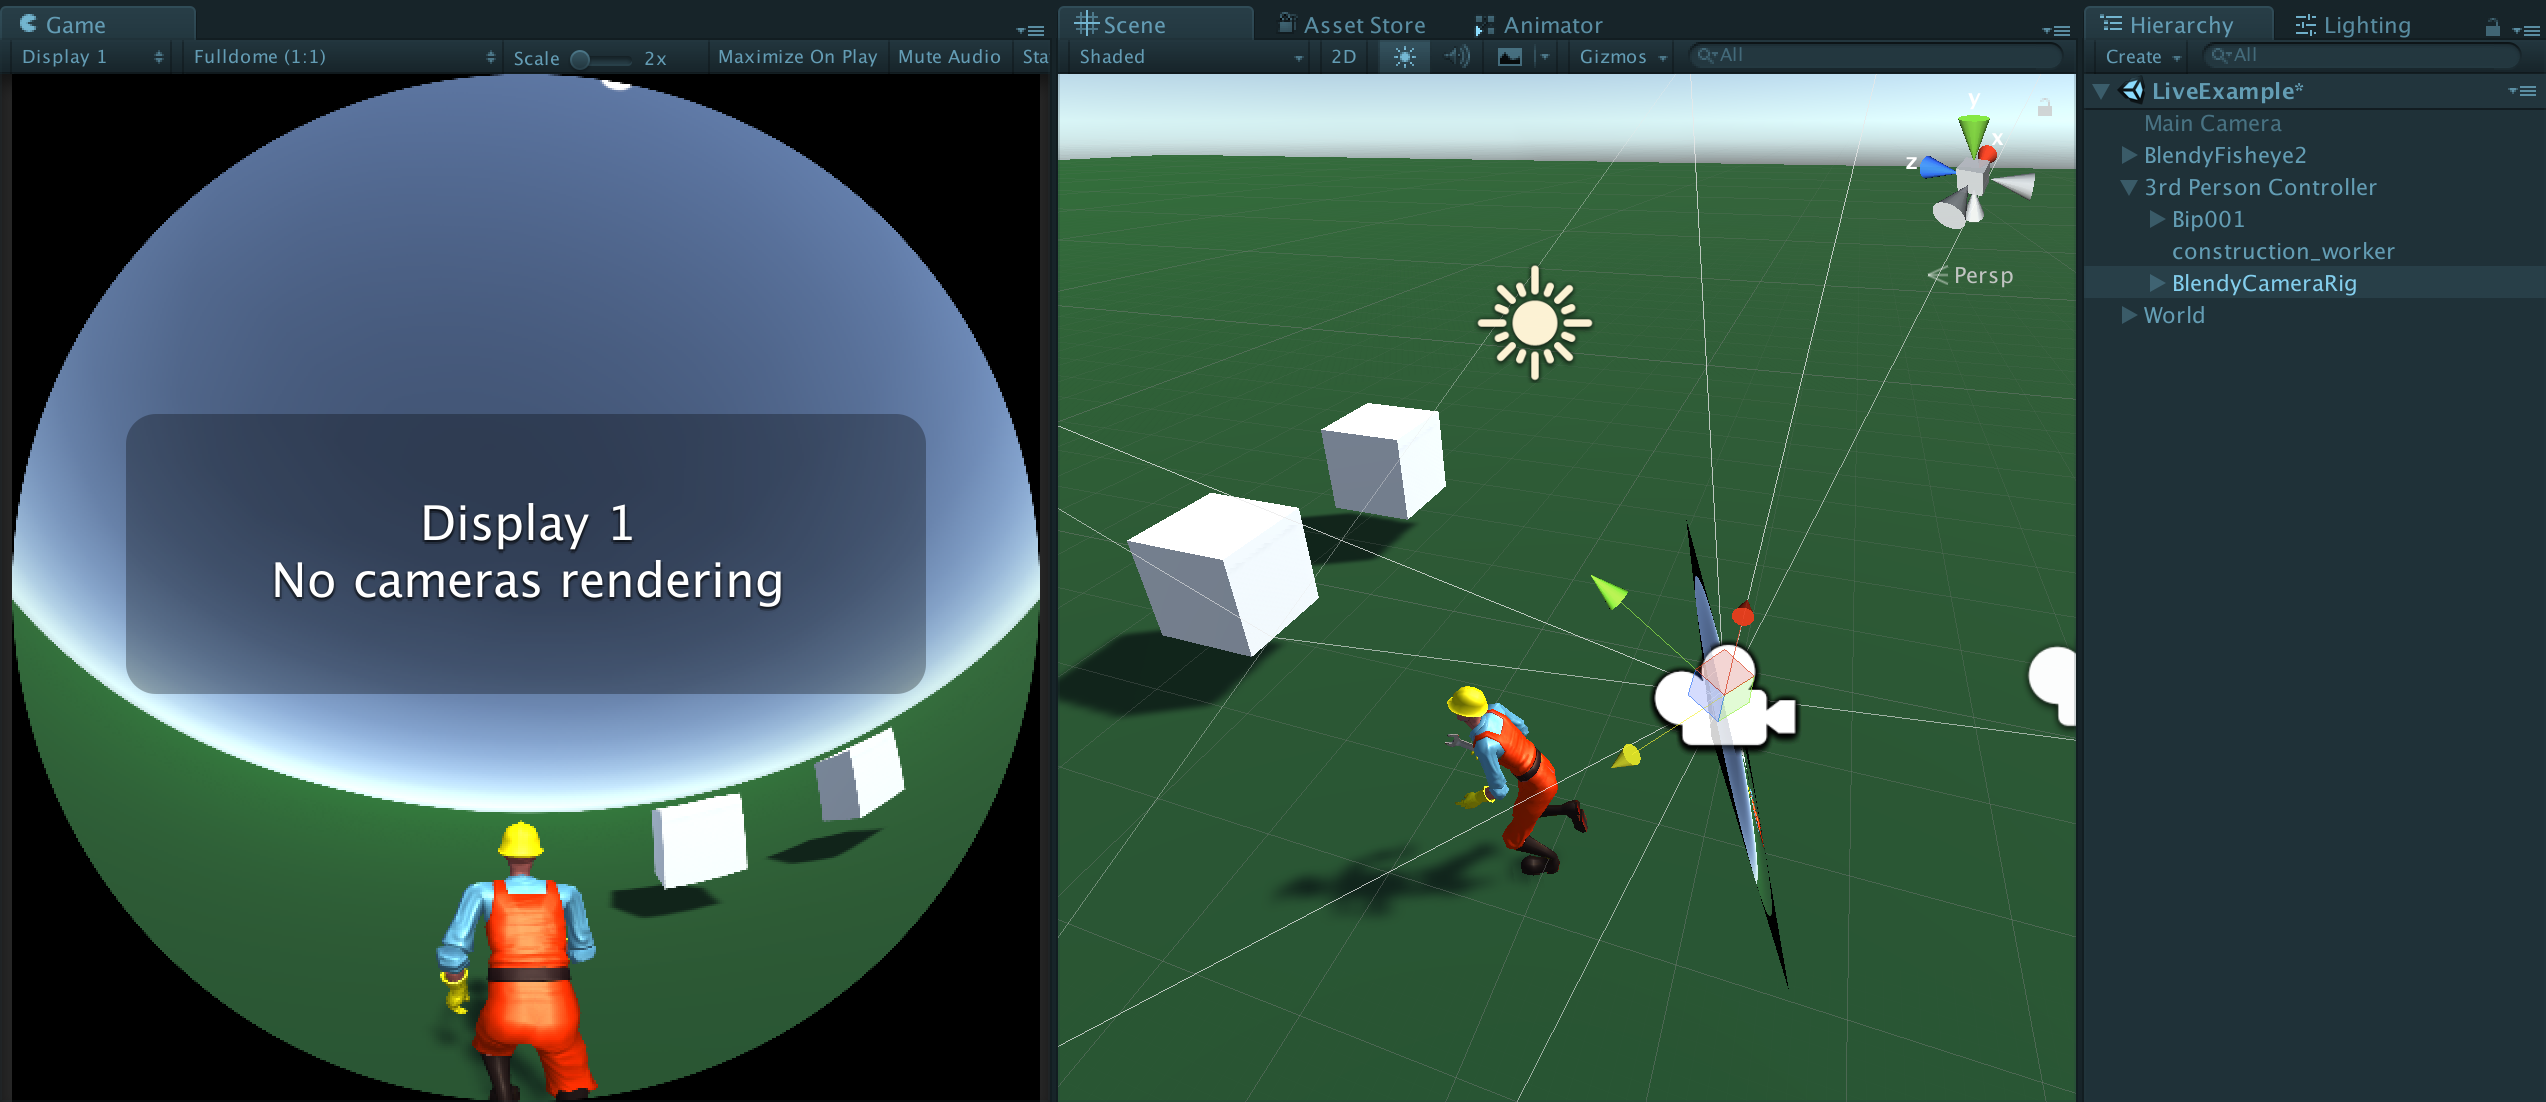 Game
Display 1
Fulldome (1:1)
Scale
2x
Maximize On Play
Mute Audio
Sta
Display 1
No cameras rendering
Scene
Asset Store
Animator
Shaded
2D
Gizmos
All
y
x
z
Persp
Hierarchy
Lighting
Create
All
LiveExample*
Main Camera
BlendyFisheye2
3rd Person Controller
Bip001
construction_worker
BlendyCameraRig
World